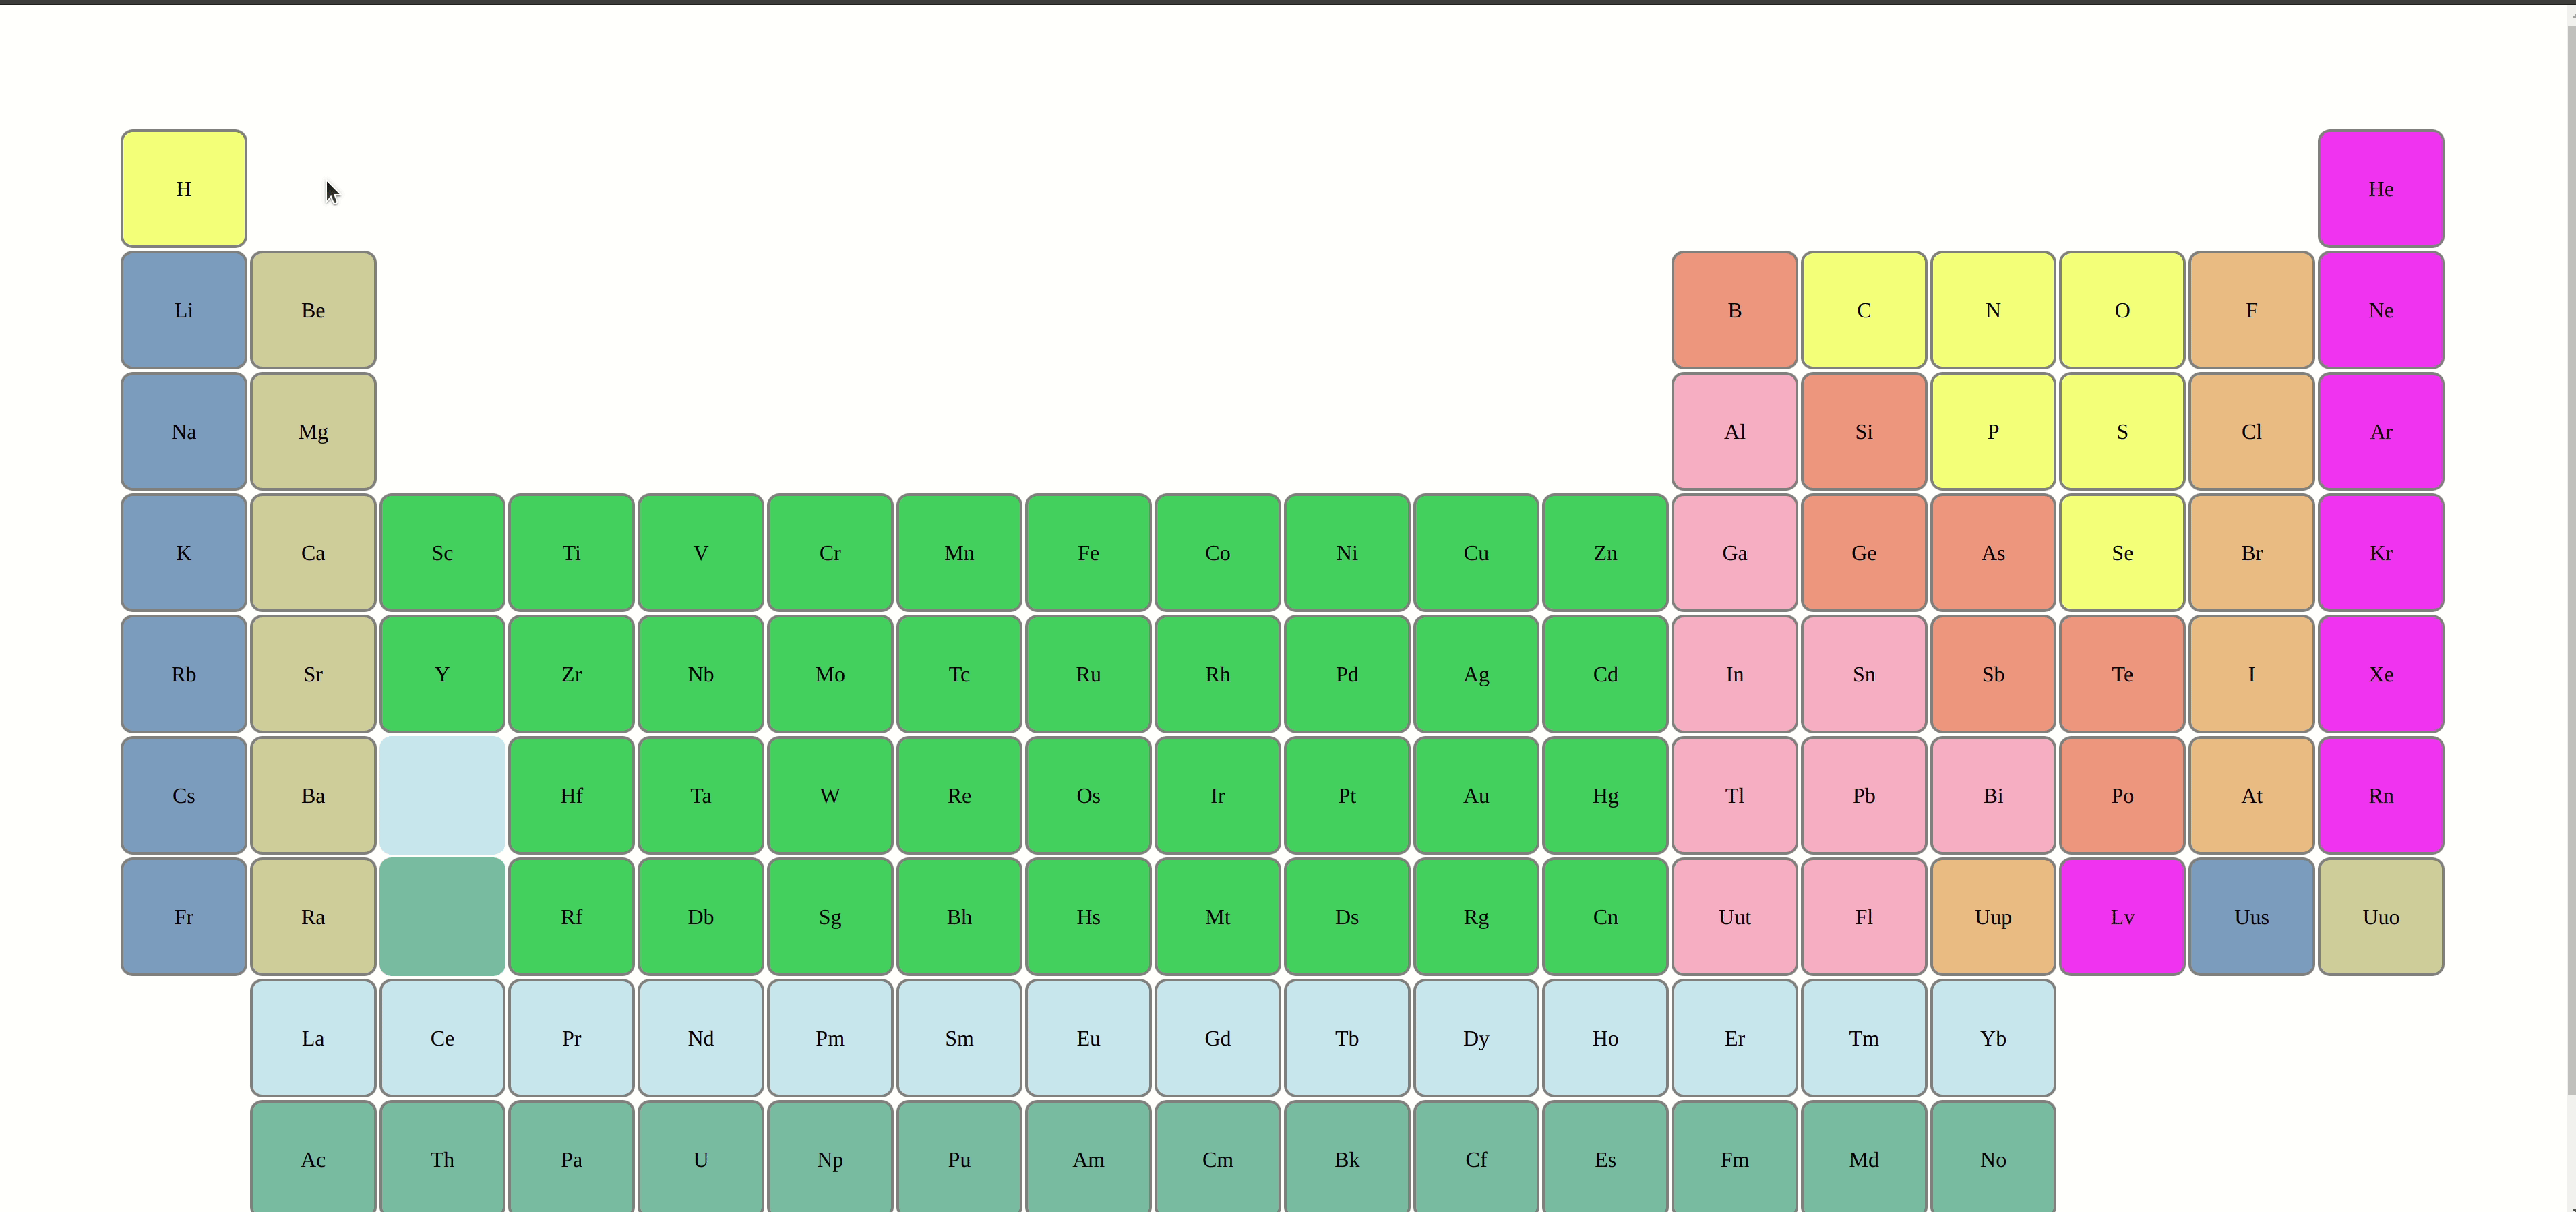 H He
Li Be B C N O F Ne
Na Mg Al Si P S Cl Ar
K Ca Sc Ti V Cr Mn Fe Co Ni Cu Zn Ga Ge As Se Br Kr
Rb Sr Y Zr Nb Mo Tc Ru Rh Pd Ag Cd In Sn Sb Te I Xe
Cs Ba Hf Ta W Re Os Ir Pt Au Hg Tl Pb Bi Po At Rn
Fr Ra Rf Db Sg Bh Hs Mt Ds Rg Cn Uut Fl Uup Lv Uus Uuo
La Ce Pr Nd Pm Sm Eu Gd Tb Dy Ho Er Tm Yb
Ac Th Pa U Np Pu Am Cm Bk Cf Es Fm Md No